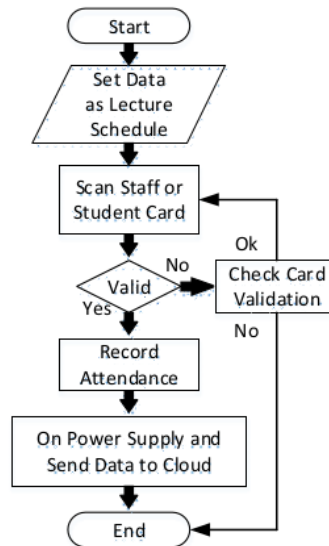 Start
Set Data
as Lecture
Schedule
Scan Staff or
Student Card
Ok
No
Valid
Check Card
Validation
Yes
No
Record
Attendance
On Power Supply and
Send Data to Cloud
End